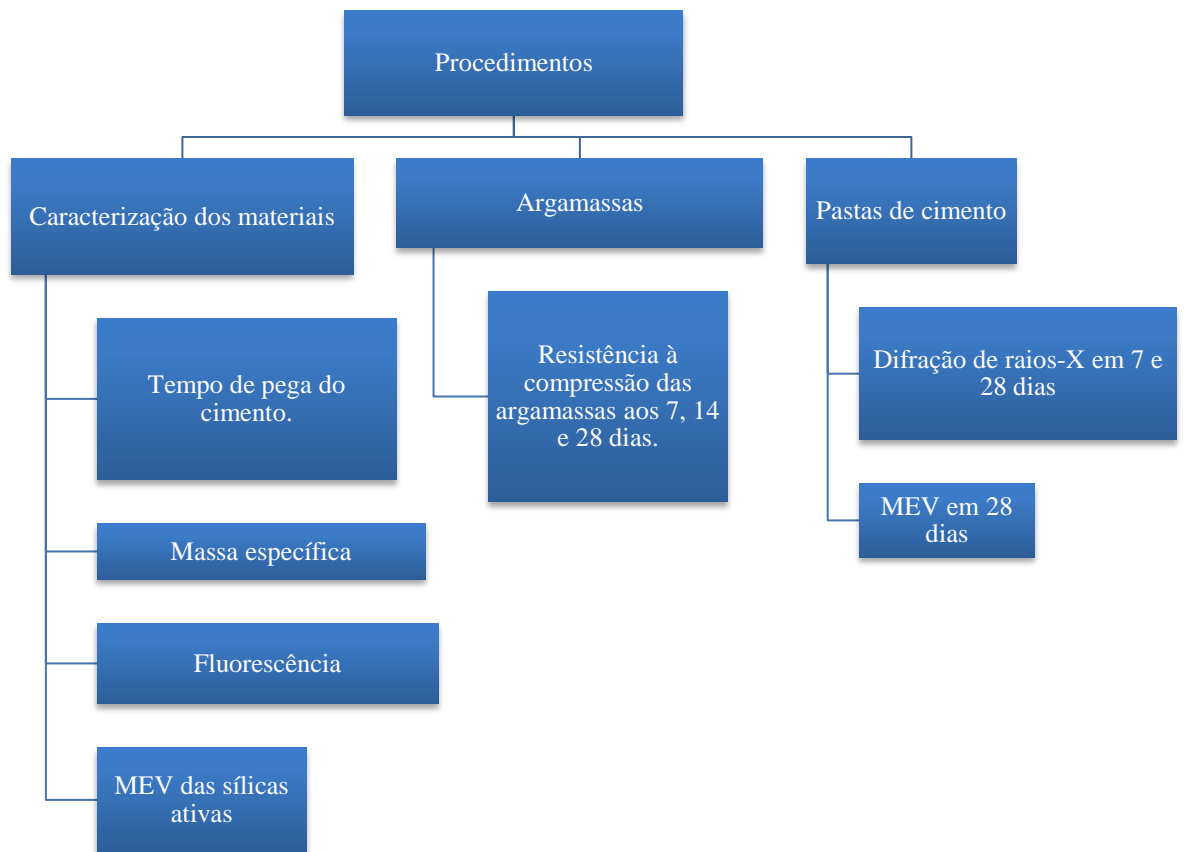 Procedimentos
Caracterização dos materiais
Tempo de pega do
cimento.
Massa específica
Fluorescência
MEV das sílicas
ativas
Argamassas
Resistência à
compressão das
argamassas aos 7, 14
e 28 dias.
Pastas de cimento
Difração de raios-X em 7 e
28 dias
MEV em 28
dias